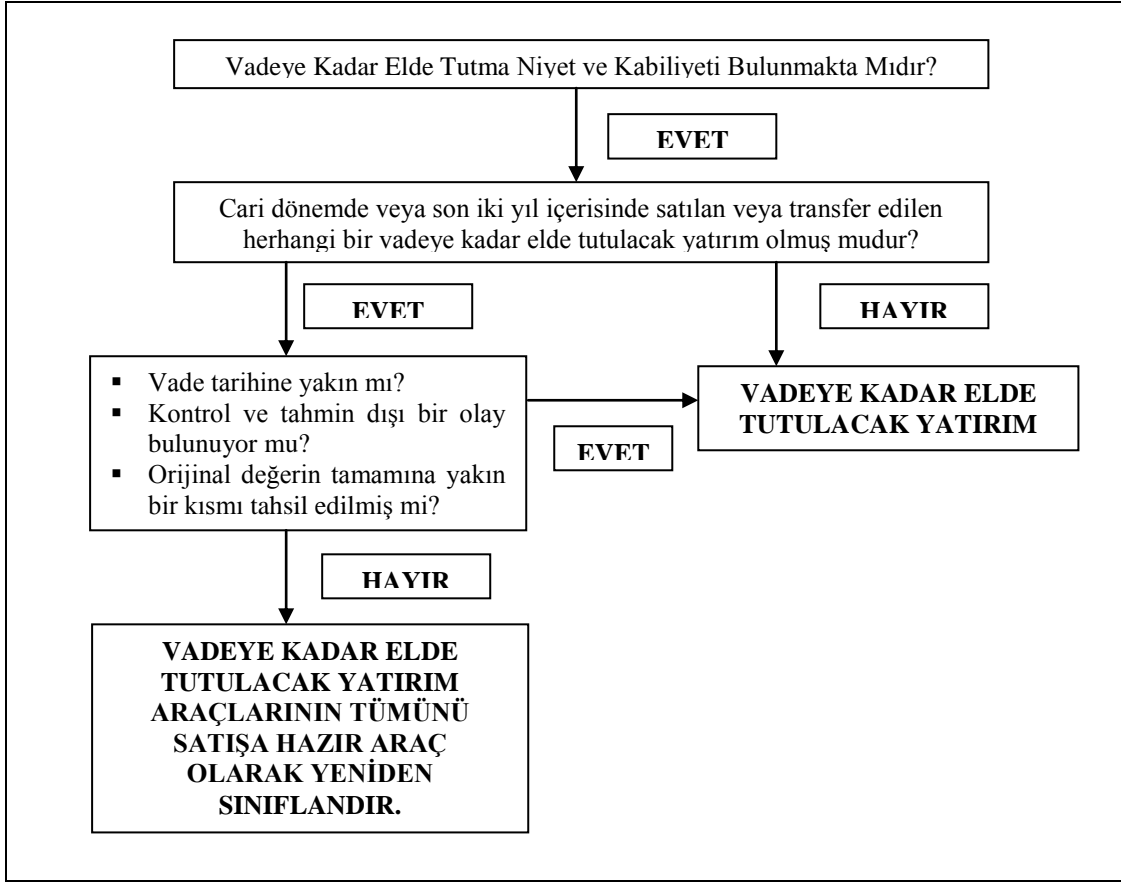 Vadeye Kadar Elde Tutma Niyet ve Kabiliyeti Bulunmakta Mıdır?
EVET
Cari dönemde veya son iki yıl içerisinde satılan veya transfer edilen
herhangi bir vadeye kadar elde tutulacak yatırım olmuş mudur?
EVET
HAYIR
▪ Vade tarihine yakın mı?
▪ Kontrol ve tahmin dışı bir olay
bulunuyor mu?
▪ Orijinal değerin tamamına yakın
bir kısmı tahsil edilmiş mi?
EVET
VADEYE KADAR ELDE
TUTULACAK YATIRIM
HAYIR
VADEYE KADAR ELDE
TUTULACAK YATIRIM
ARAÇLARININ TÜMÜNÜ
SATIŞA HAZIR ARAÇ
OLARAK YENİDEN
SINIFLANDIR.